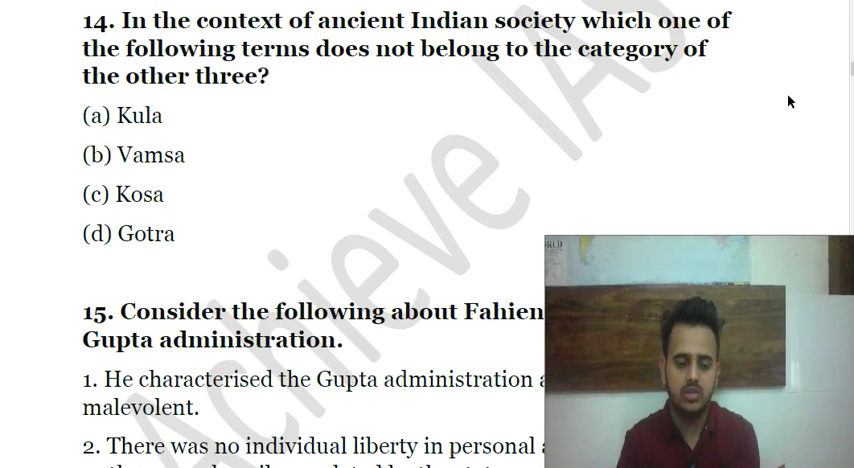 14. In the context of ancient Indian society which one of
the following terms does not belong to the category of
the other three?
(a) Kula
(b) Vamsa
(c) Kosa
(d) Gotra
Achieve IAS
15. Consider the following about Fahien
Gupta administration.
1. He characterised the Gupta administration
malevolent.
2. There was no individual liberty in personal